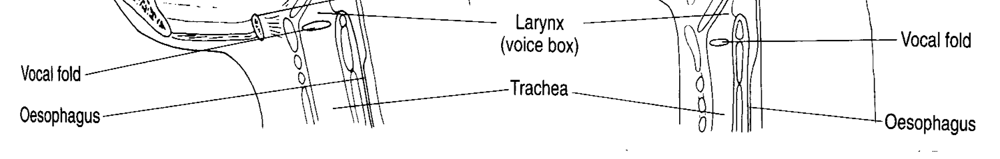 Larynx
(voice box)
Vocal fold
Vocal fold
Trachea
Oesophagus
Oesophagus